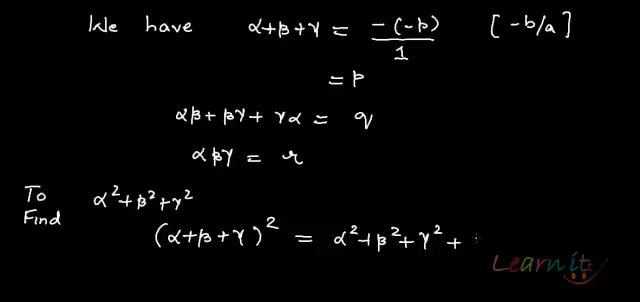 We have α+β+γ = -(-p)/1 [-b/a]
= p
αβ+βγ+γα = q
αβγ = r
To Find α²+β²+γ²
(α+β+γ)² = α²+β²+γ²+
Learnit